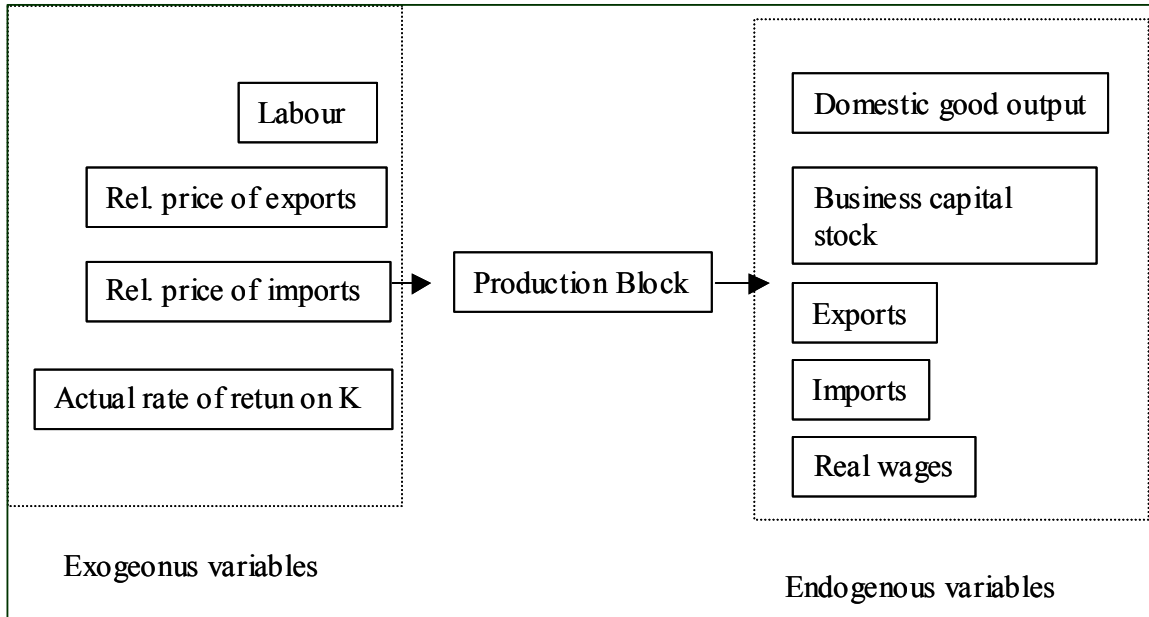 Labour
Rel. price of exports
Rel. price of imports
Actual rate of retun on K
Exogeonus variables
Production Block
Domestic good output
Business capital
stock
Exports
Imports
Real wages
Endogenous variables